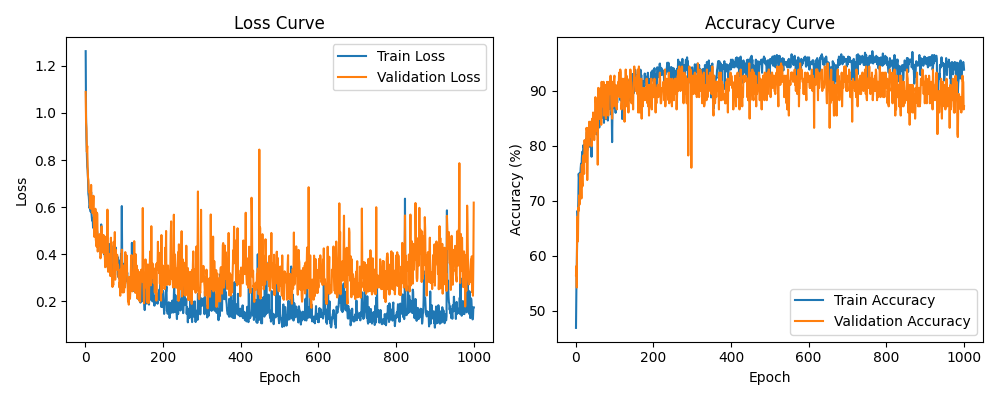 Loss Curve
Train Loss
Validation Loss
Loss
1.2
1.0
0.8
0.6
0.4
0.2
0
200
400
600
800
1000
Epoch
Accuracy Curve
Accuracy (%)
90
80
70
60
50
Train Accuracy
Validation Accuracy
0
200
400
600
800
1000
Epoch